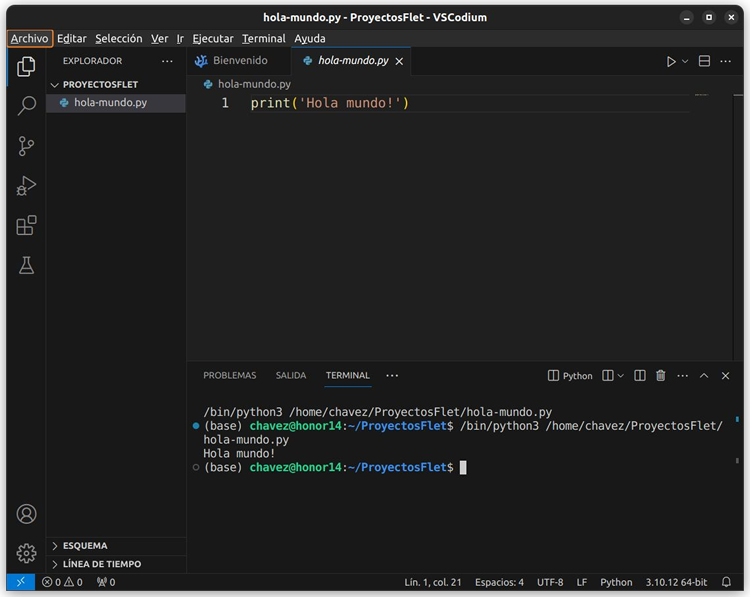 hola-mundo.py - ProyectosFlet - VSCodium
Archivo Editar Selección Ver Ir Ejecutar Terminal Ayuda
EXPLORADOR
PROYECTOSFLET
hola-mundo.py
Bienvenido
hola-mundo.py
hola-mundo.py
1 print('Hola mundo!')
PROBLEMAS SALIDA TERMINAL
Python
/bin/python3 /home/chavez/ProyectosFlet/hola-mundo.py
(base) chavez@honor14:~/ProyectosFlet$ /bin/python3 /home/chavez/ProyectosFlet/
hola-mundo.py
Hola mundo!
(base) chavez@honor14:~/ProyectosFlet$
ESQUEMA
LÍNEA DE TIEMPO
0 0 0 Lín. 1, col. 21 Espacios: 4 UTF-8 LF Python 3.10.12 64-bit